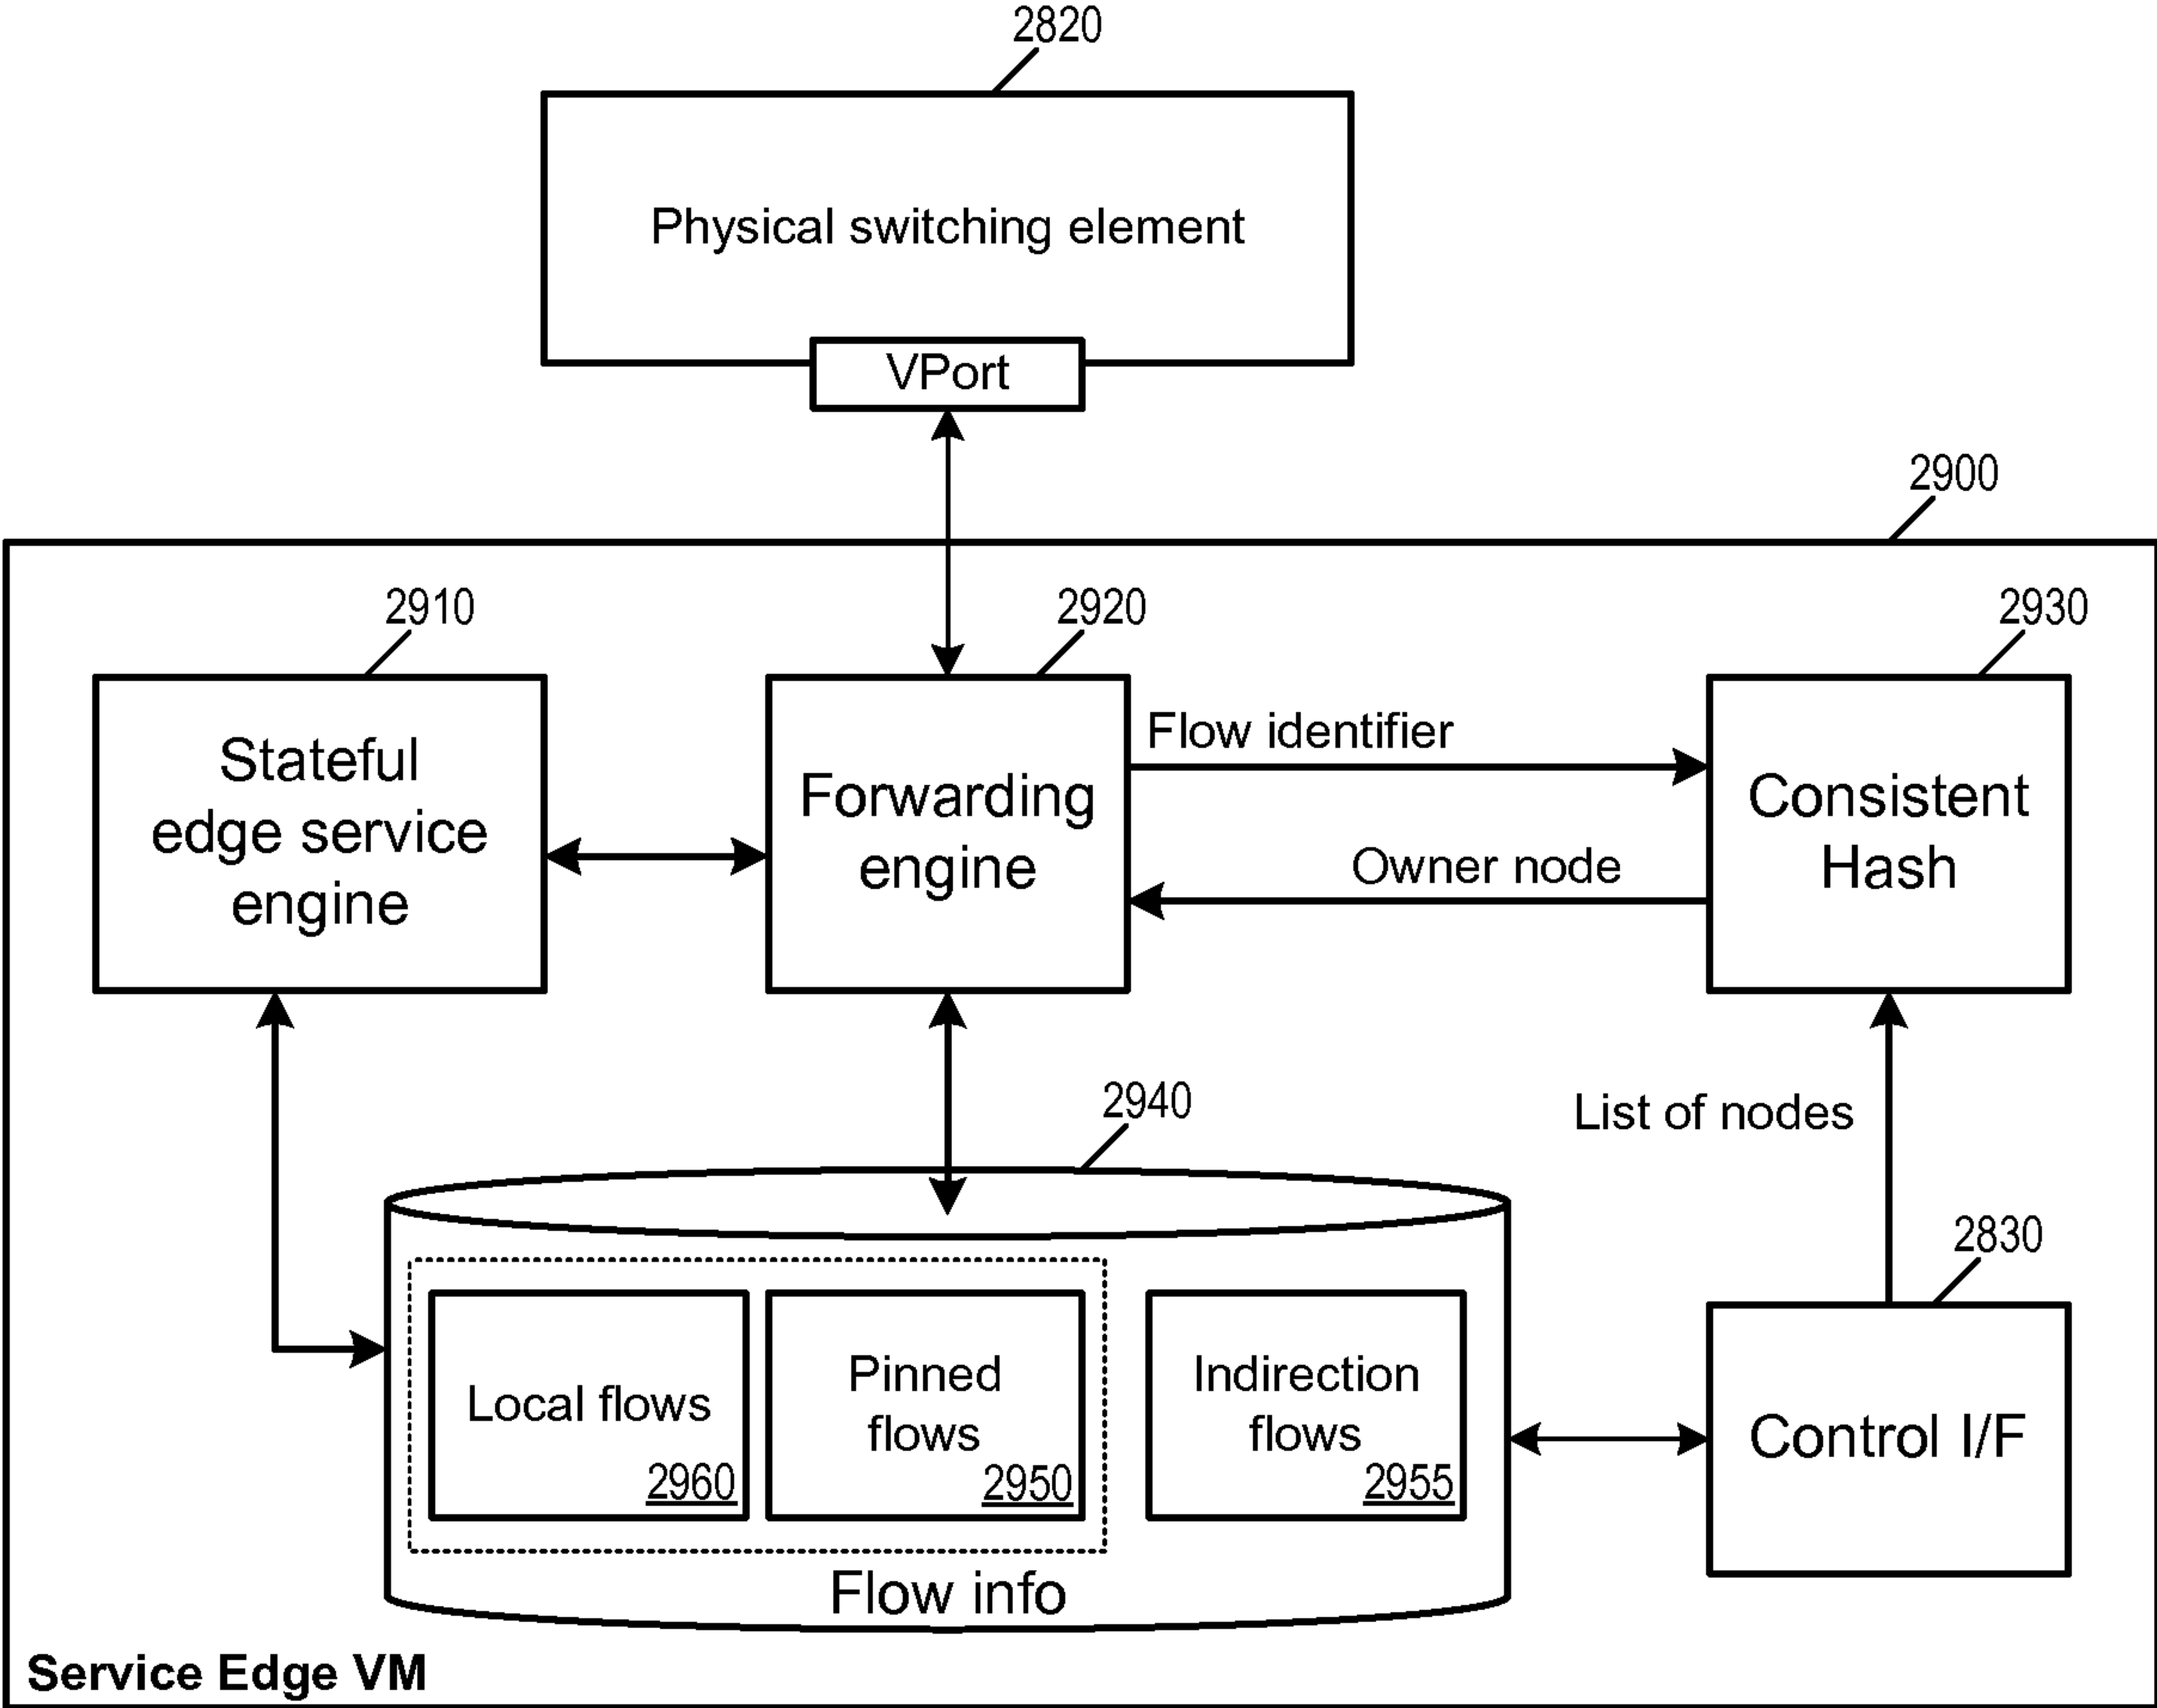 2820
Physical switching element
VPort
2900
2910
2920
2930
Stateful
edge service
engine
Forwarding
engine
Flow identifier
Owner node
Consistent
Hash
2940
List of nodes
2830
Local flows
2960
Pinned
flows
2950
Indirection
flows
2955
Control I/F
Flow info
Service Edge VM